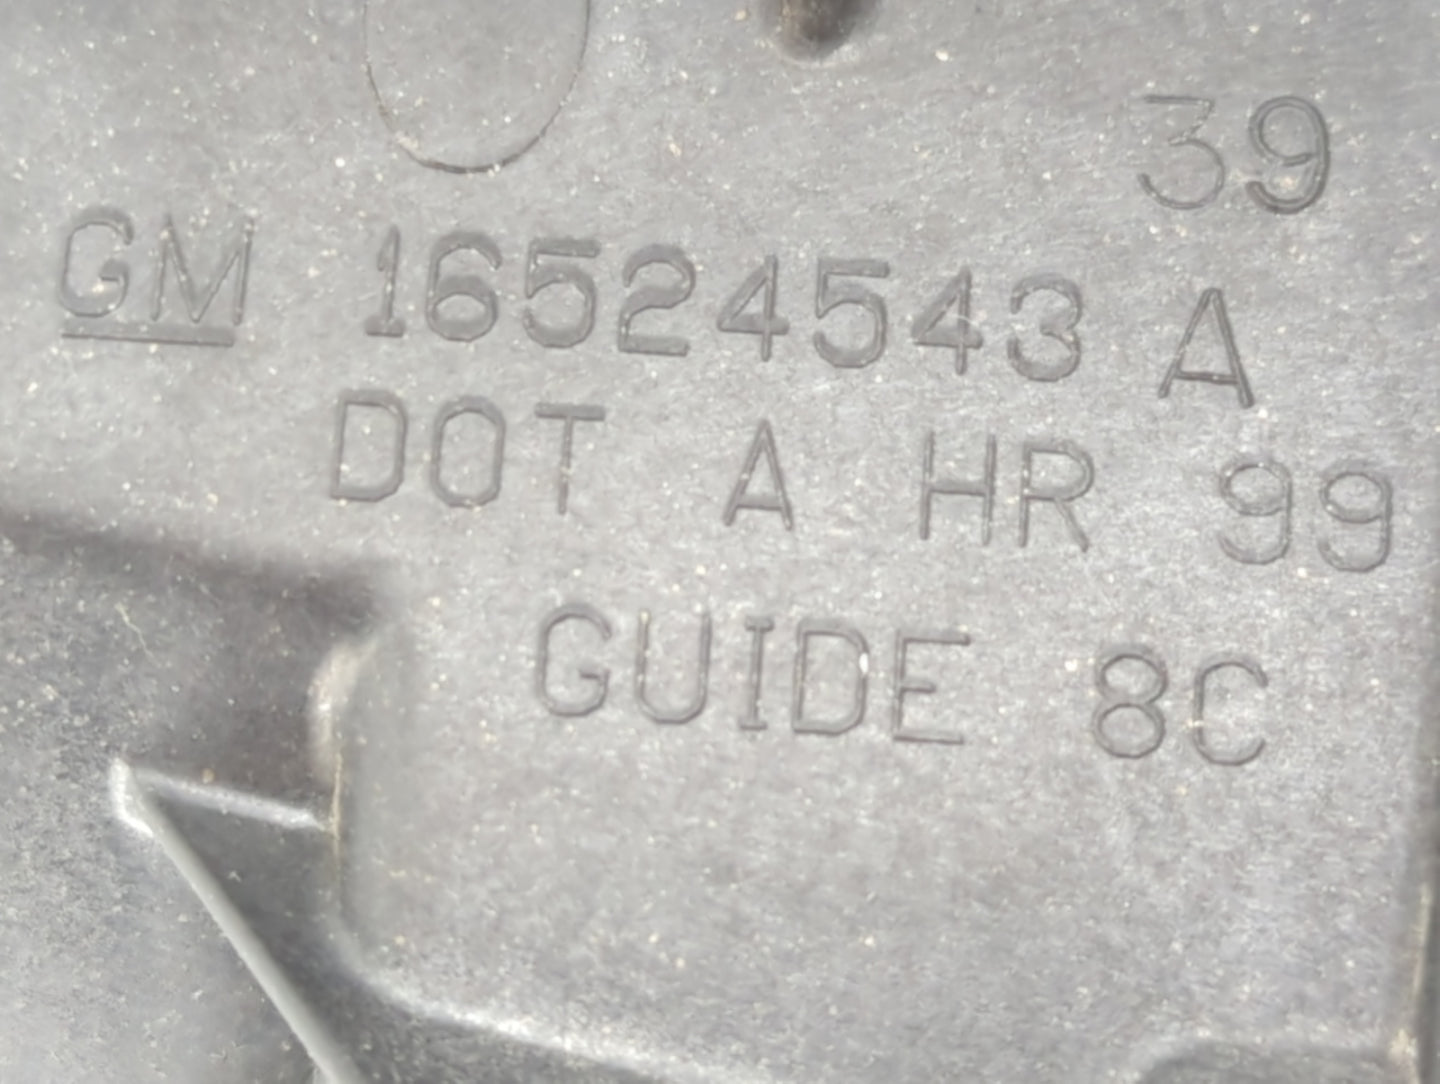 39
GM 16524543 A
DOT A HR 99
GUIDE 8C